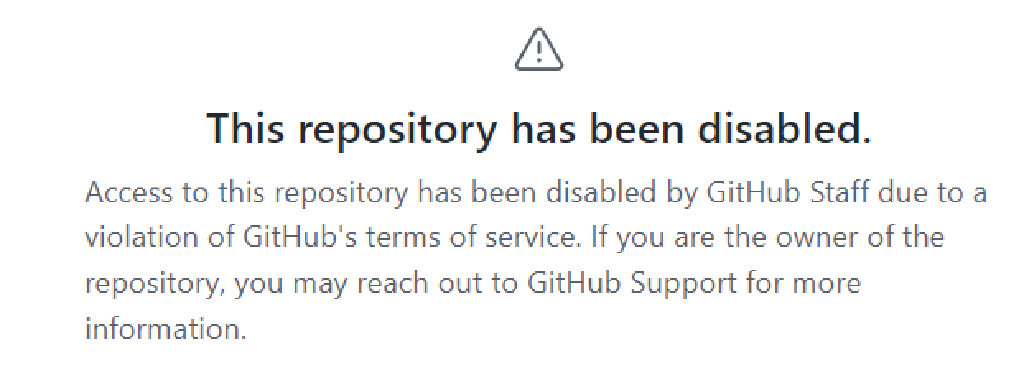 This repository has been disabled.
Access to this repository has been disabled by GitHub Staff due to a
violation of GitHub's terms of service. If you are the owner of the
repository, you may reach out to GitHub Support for more
information.